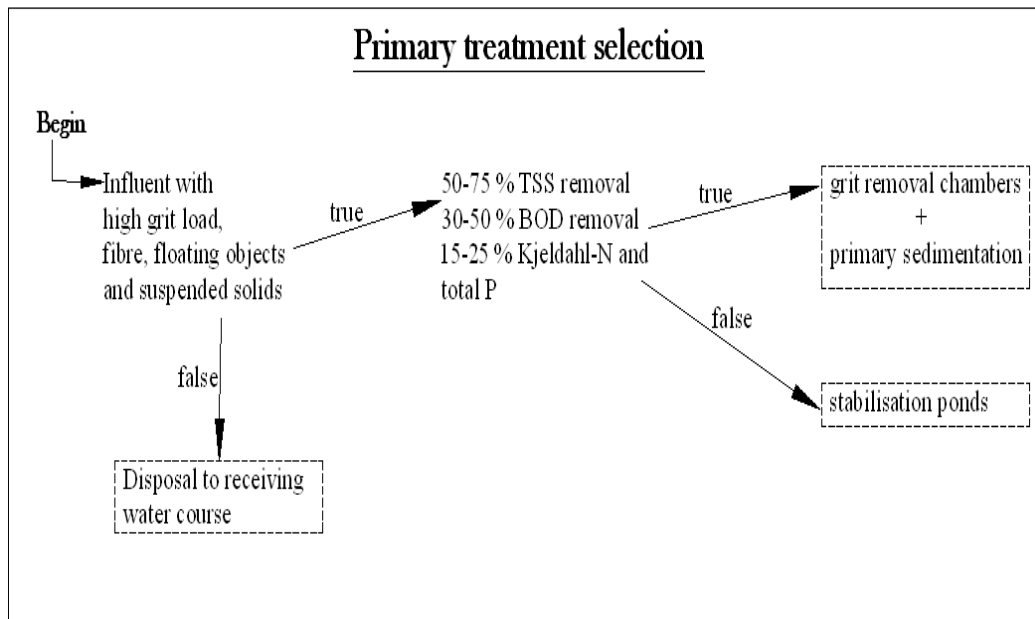 Primary treatment selection
Begin
Influent with
high grit load,
fibre, floating objects
and suspended solids
true
50-75 % TSS removal
30-50 % BOD removal
15-25 % Kjeldahl-N and
total P
true
grit removal chambers
+
primary sedimentation
false
stabilisation ponds
false
Disposal to receiving
water course